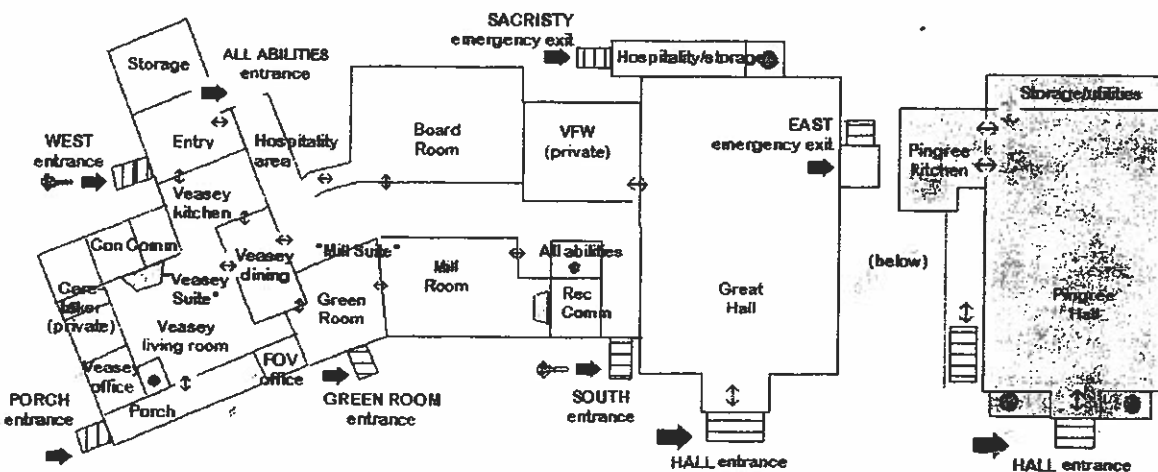 SACRISTY
emergency exit
Storage
ALL ABILITIES
entrance
Hospitality/storage
Storage/utilities
WEST
entrance
Entry
Hospitality
area
Board
Room
VFW
(private)
EAST
emergency exit
Pingree
kitchen
Veasey
kitchen
Con Comm
Veasey
dining
"Mill Suite"
Mill
Room
All abilities
(below)
Veasey
Suite"
Care
taker
(private)
Green
Room
Rec
Comm
Great
Hall
Pingree
Hall
Veasey
living room
Veasey
office
FOV
office
PORCH
entrance
Porch
GREEN ROOM
entrance
SOUTH
entrance
HALL entrance
HALL entrance